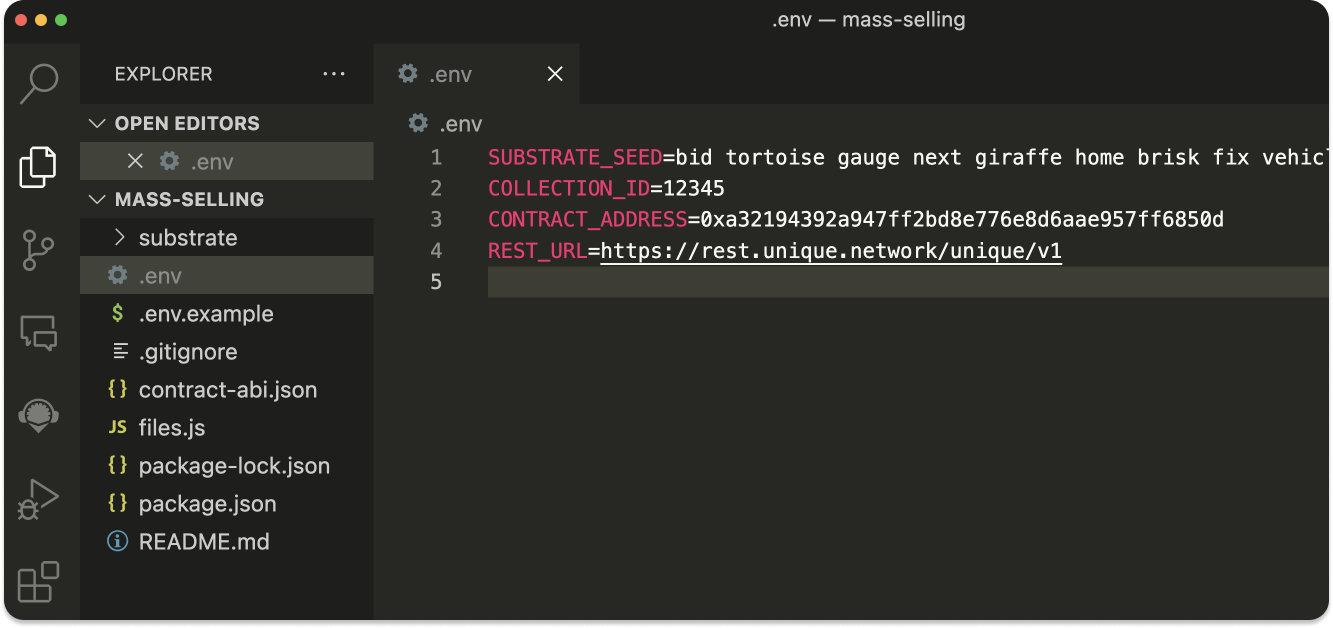 .env — mass-selling
EXPLORER
.env
OPEN EDITORS
.env
MASS-SELLING
substrate
.env
$ .env.example
.gitignore
{} contract-abi.json
JS files.js
{} package-lock.json
{} package.json
README.md
.env
1 SUBSTRATE_SEED=bid tortoise gauge next giraffe home brisk fix
2 COLLECTION_ID=12345
3 CONTRACT_ADDRESS=0xa32194392a947ff2bd8e776e8d6aae957ff6850d
4 REST_URL=https://rest.unique.network/unique/v1
5